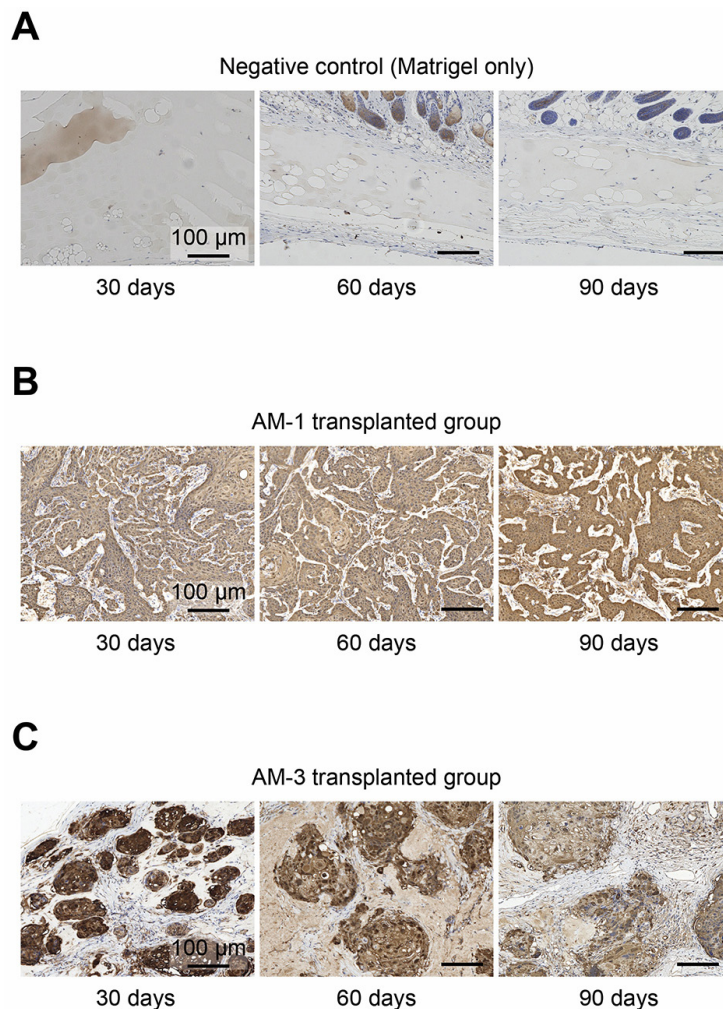 A
Negative control (Matrigel only)
100 µm
30 days 60 days 90 days
B
AM-1 transplanted group
100 µm
30 days 60 days 90 days
C
AM-3 transplanted group
100 µm
30 days 60 days 90 days